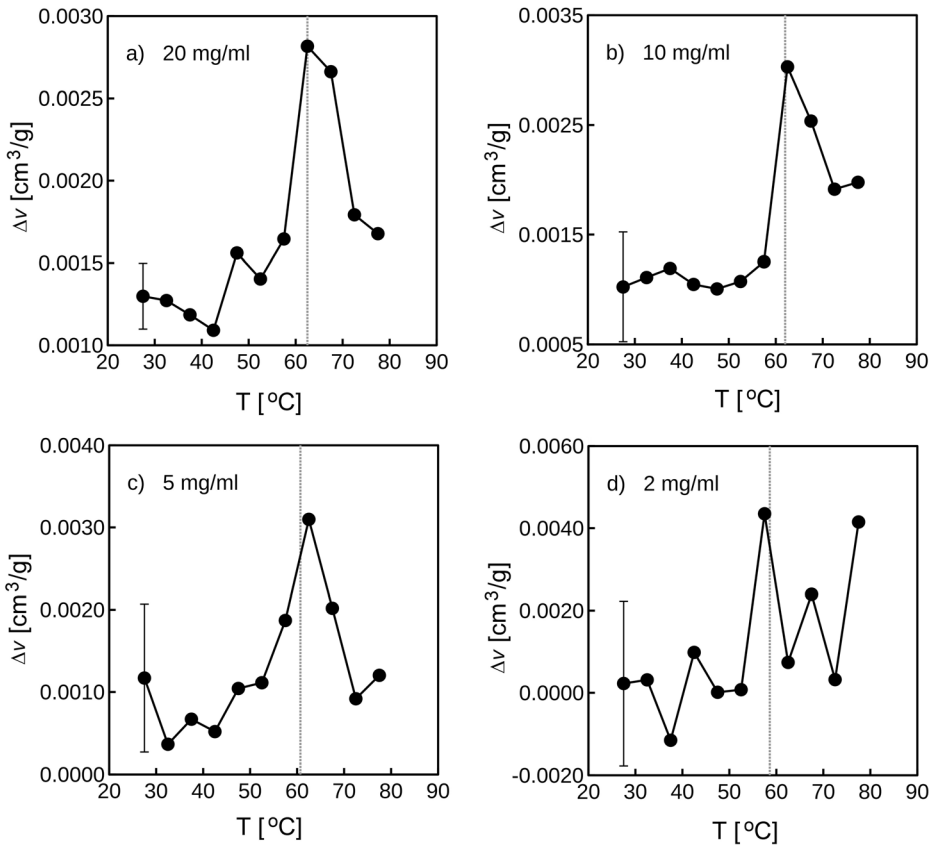 a) 20 mg/ml
0.0030
0.0025
0.0020
0.0015
0.0010
Δv [cm³/g]
20 30 40 50 60 70 80 90
T [ºC]
b) 10 mg/ml
0.0035
0.0025
0.0015
0.0005
Δv [cm³/g]
20 30 40 50 60 70 80 90
T [ºC]
c) 5 mg/ml
0.0040
0.0030
0.0020
0.0010
0.0000
Δv [cm³/g]
20 30 40 50 60 70 80 90
T [ºC]
d) 2 mg/ml
0.0060
0.0040
0.0020
0.0000
-0.0020
Δv [cm³/g]
20 30 40 50 60 70 80 90
T [ºC]